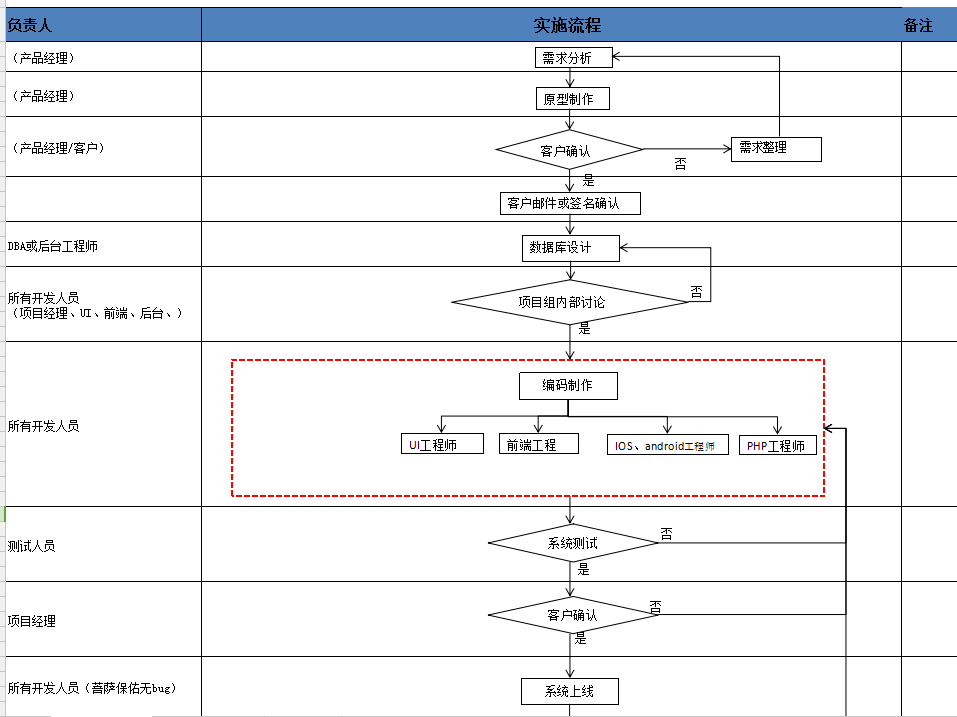 负责人
实施流程
备注
（产品经理）
需求分析
（产品经理）
原型制作
（产品经理/客户）
客户确认
否
需求整理
是
客户邮件或签名确认
DBA或后台工程师
数据库设计
所有开发人员
（项目经理、UI、前端、后台、）
项目组内部讨论
否
是
所有开发人员
编码制作
UI工程师
前端工程
IOS、android工程师
PHP工程师
测试人员
系统测试
否
是
项目经理
客户确认
否
是
所有开发人员（菩萨保佑无bug）
系统上线